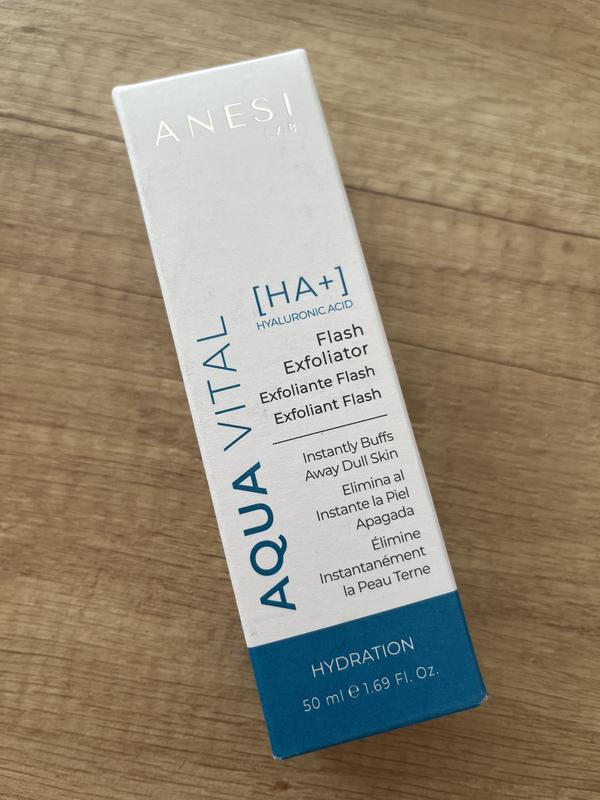 ANESI
LAB
AQUA VITAL
[HA+]
HYALURONIC ACID
Flash
Exfoliator
Exfoliante Flash
Exfoliant Flash
Instantly Buffs
Away Dull Skin
Elimina al
Instante la Piel
Apagada
Élimine
Instantanément
la Peau Terne
HYDRATION
50 ml ℮ 1.69 Fl. Oz.